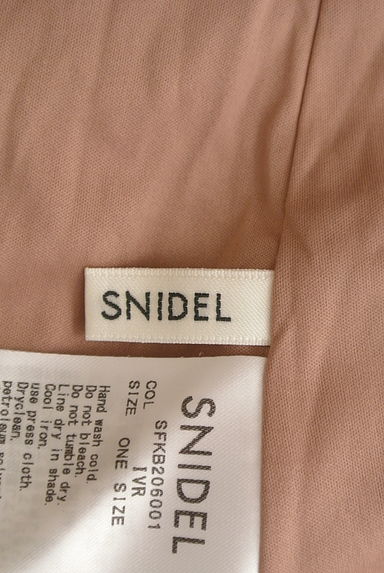 SNIDEL
SNIDEL
SFKB206001
COL IVR
SIZE ONE SIZE
Hand wash cold.
Do not bleach.
Do not tumble dry.
Line dry in shade.
Cool iron.
use press cloth.
Dryclean.
petroleum